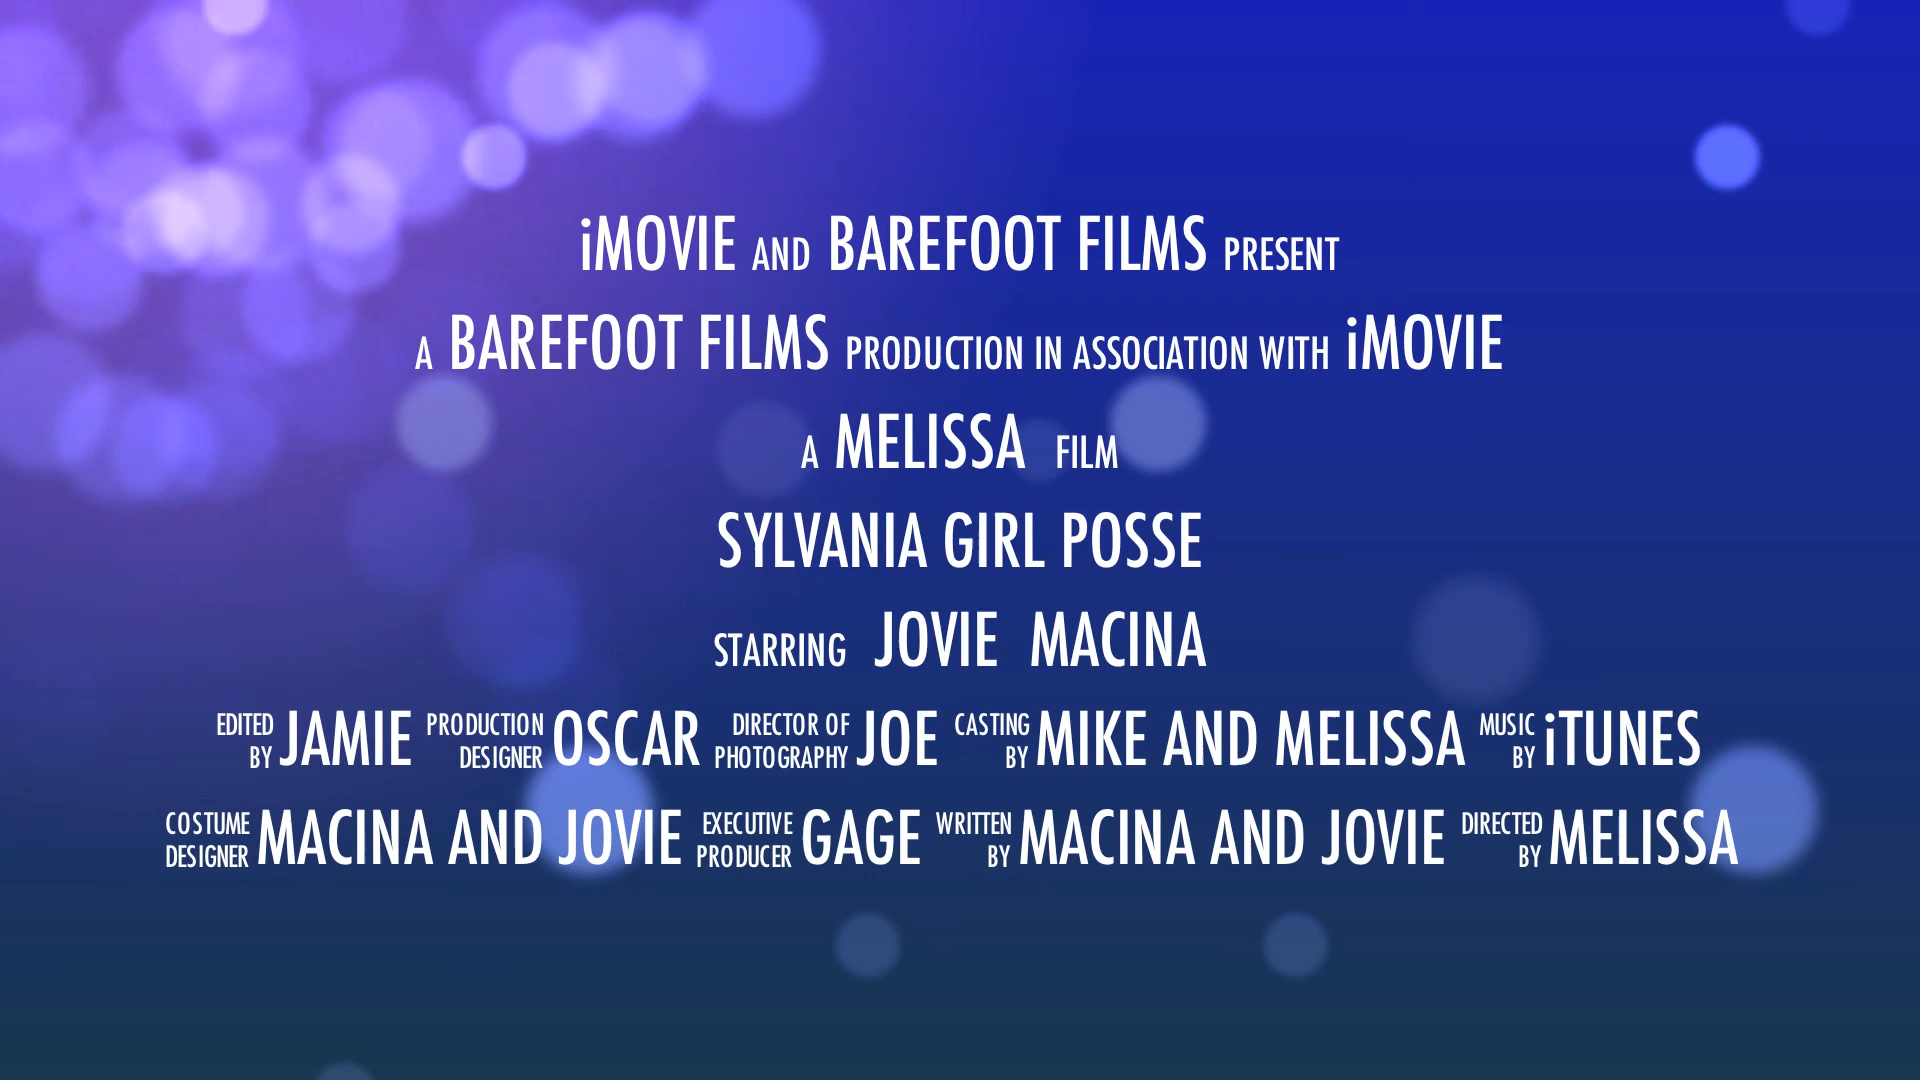 iMOVIE AND BAREFOOT FILMS PRESENT
A BAREFOOT FILMS PRODUCTION IN ASSOCIATION WITH iMOVIE
A MELISSA FILM
SYLVANIA GIRL POSSE
STARRING JOVIE MACINA
EDITED BY JAMIE PRODUCTION DESIGNER OSCAR DIRECTOR OF PHOTOGRAPHY JOE CASTING BY MIKE AND MELISSA MUSIC BY iTUNES
COSTUME DESIGNER MACINA AND JOVIE EXECUTIVE PRODUCER GAGE WRITTEN BY MACINA AND JOVIE DIRECTED BY MELISSA